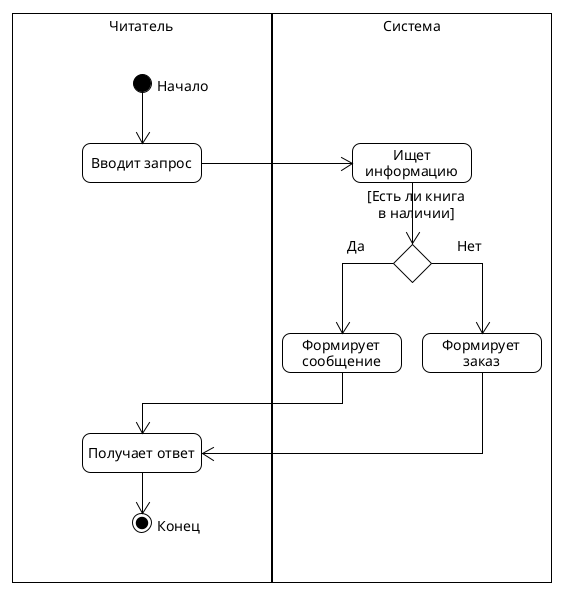 Читатель
Система
Начало
Вводит запрос
Ищет
информацию
[Есть ли книга
в наличии]
Да
Нет
Формирует
сообщение
Формирует
заказ
Получает ответ
Конец